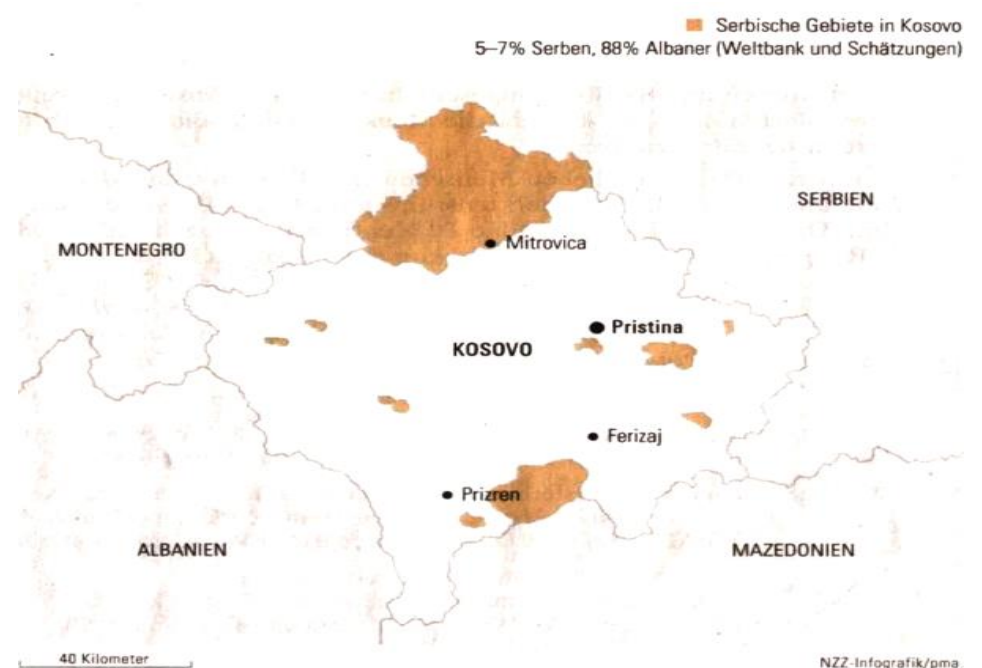 Serbische Gebiete in Kosovo
5–7% Serben, 88% Albaner (Weltbank und Schätzungen)
SERBIEN
MONTENEGRO
Mitrovica
Pristina
KOSOVO
Ferizaj
Prizren
ALBANIEN
MAZEDONIEN
40 Kilometer
NZZ-Infografik/pma